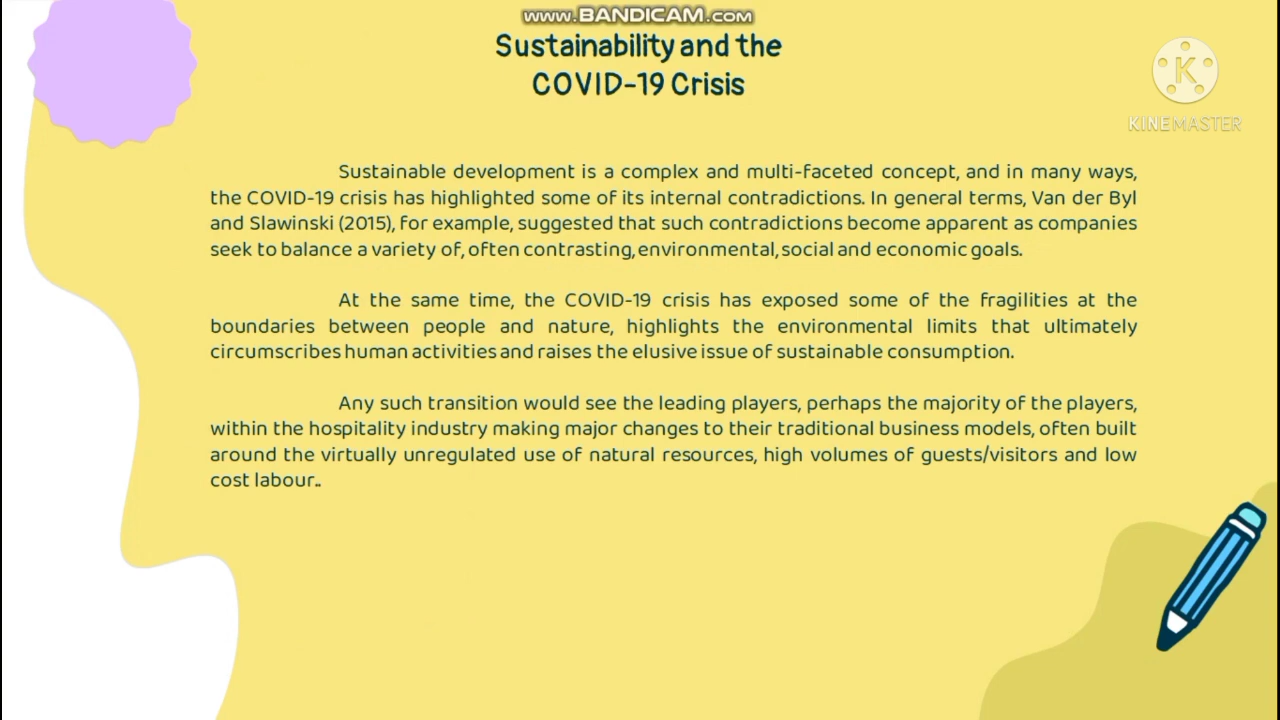 www.BANDICAM.com
Sustainability and the
COVID-19 Crisis
K
KINEMASTER
Sustainable development is a complex and multi-faceted concept, and in many ways,
the COVID-19 crisis has highlighted some of its internal contradictions. In general terms, Van der Byl
and Slawinski (2015), for example, suggested that such contradictions become apparent as companies
seek to balance a variety of, often contrasting, environmental, social and economic goals.
At the same time, the COVID-19 crisis has exposed some of the fragilities at the
boundaries between people and nature, highlights the environmental limits that ultimately
circumscribes human activities and raises the elusive issue of sustainable consumption.
Any such transition would see the leading players, perhaps the majority of the players,
within the hospitality industry making major changes to their traditional business models, often built
around the virtually unregulated use of natural resources, high volumes of guests/visitors and low
cost labour..